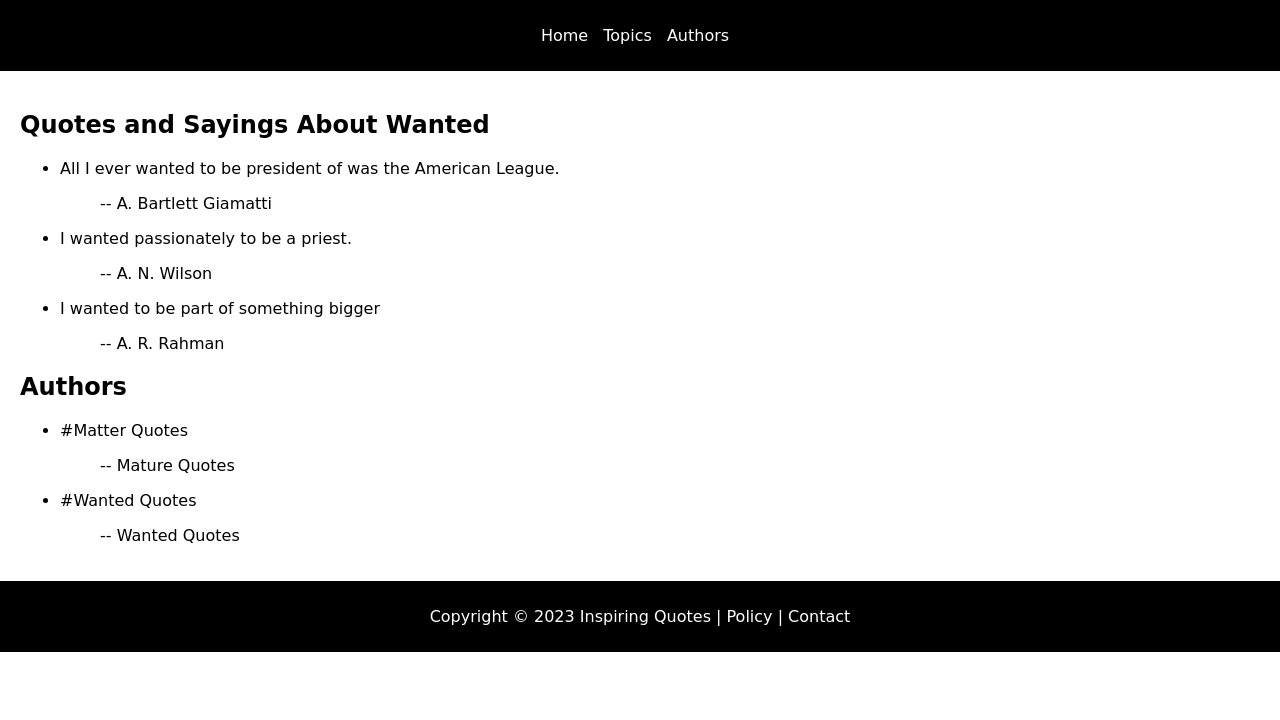 Home Topics Authors
Quotes and Sayings About Wanted
• All I ever wanted to be president of was the American League.
-- A. Bartlett Giamatti
• I wanted passionately to be a priest.
-- A. N. Wilson
• I wanted to be part of something bigger
-- A. R. Rahman
Authors
• #Matter Quotes
-- Mature Quotes
• #Wanted Quotes
-- Wanted Quotes
Copyright © 2023 Inspiring Quotes | Policy | Contact